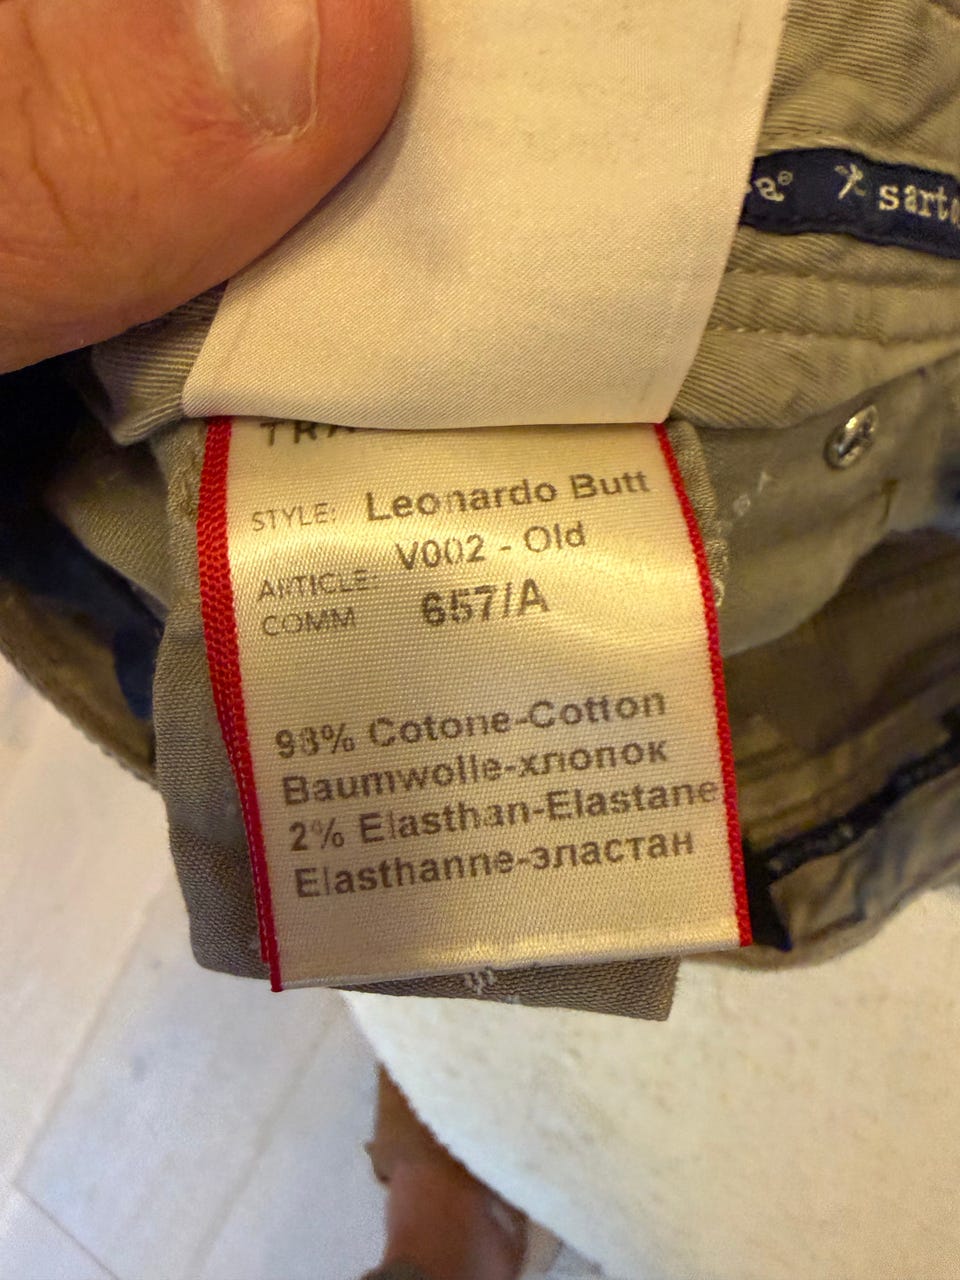 a® sarto
TRA
STYLE: Leonardo Butt
V002 - Old
ARTICLE:
COMM 657/A
98% Cotone-Cotton
Baumwolle-хлопок
2% Elasthan-Elastane
Elasthanne-эластан